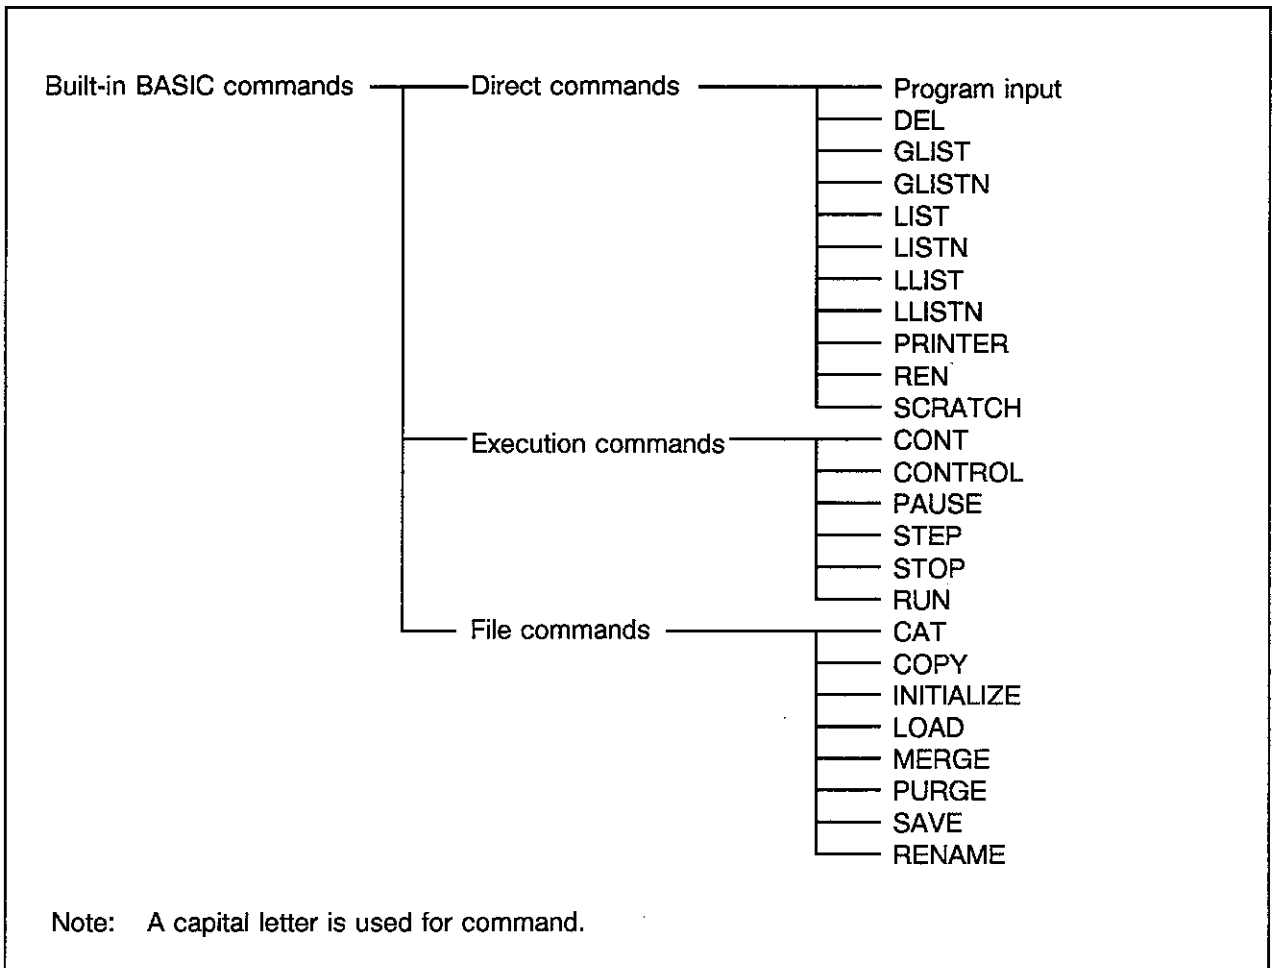 Built-in BASIC commands Direct commands Program input
DEL
GLIST
GLISTN
LIST
LISTN
LLIST
LLISTN
PRINTER
REN
SCRATCH
Execution commands CONT
CONTROL
PAUSE
STEP
STOP
RUN
File commands CAT
COPY
INITIALIZE
LOAD
MERGE
PURGE
SAVE
RENAME
Note: A capital letter is used for command.